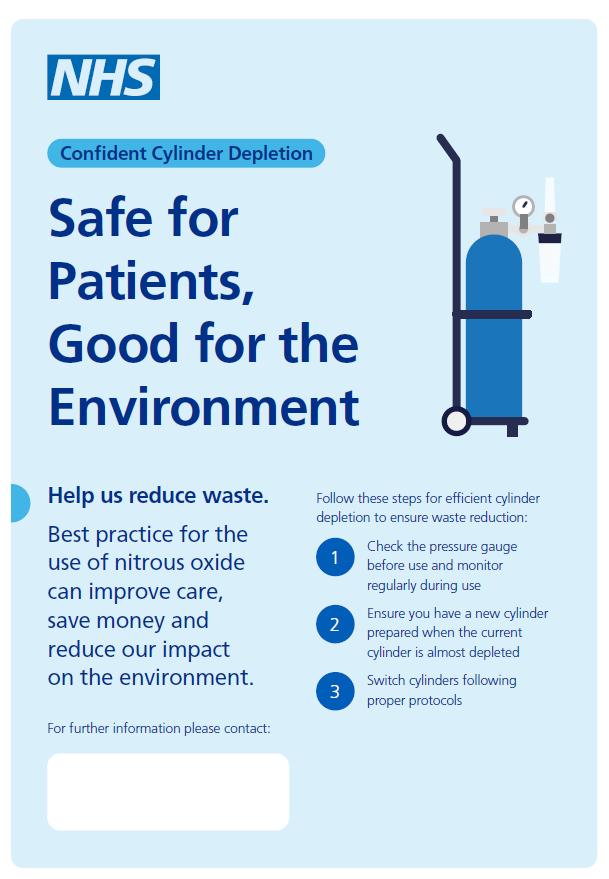 NHS
Confident Cylinder Depletion
Safe for
Patients,
Good for the
Environment
Help us reduce waste.
Best practice for the
use of nitrous oxide
can improve care,
save money and
reduce our impact
on the environment.
For further information please contact:
Follow these steps for efficient cylinder
depletion to ensure waste reduction:
1
Check the pressure gauge
before use and monitor
regularly during use
2
Ensure you have a new cylinder
prepared when the current
cylinder is almost depleted
3
Switch cylinders following
proper protocols